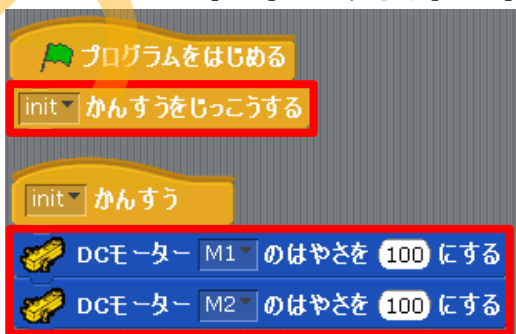 プログラムをはじめる
init かんすうをじっこうする
init かんすう
DCモーター M1 のはやさを 100 にする
DCモーター M2 のはやさを 100 にする